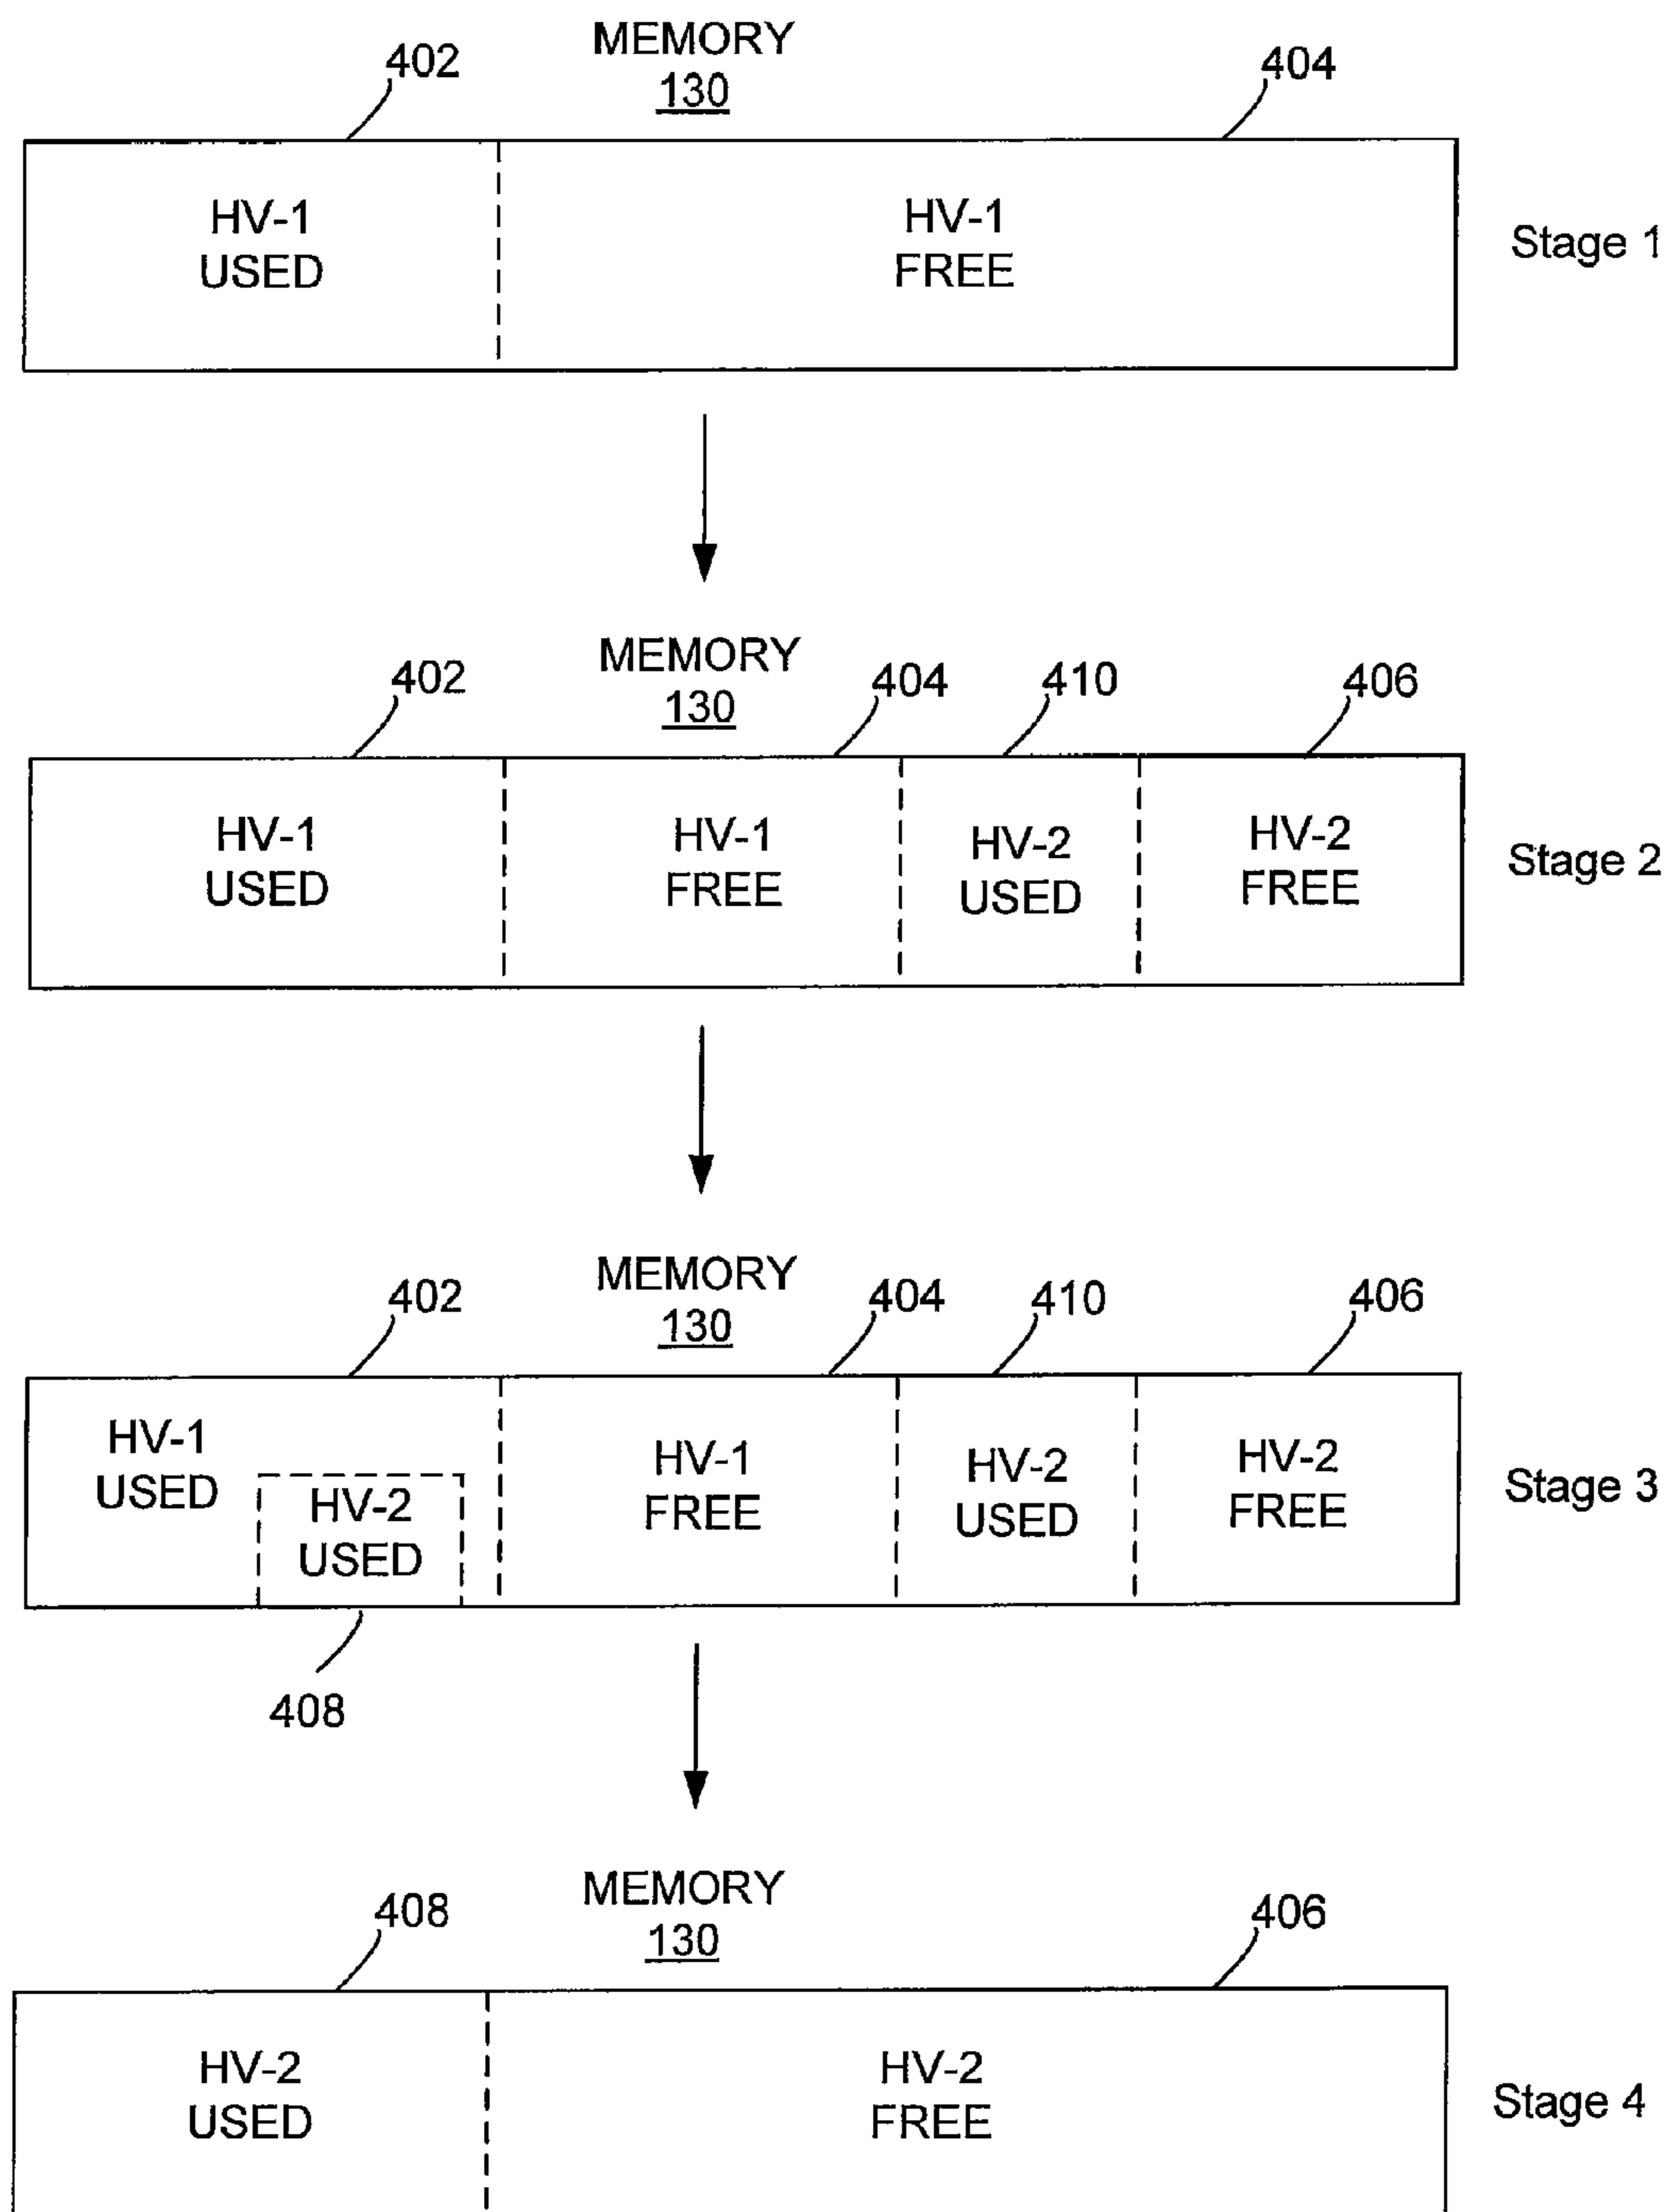 MEMORY
130
402
404
HV-1
USED
HV-1
FREE
Stage 1
MEMORY
130
402
404
410
406
HV-1
USED
HV-1
FREE
HV-2
USED
HV-2
FREE
Stage 2
MEMORY
130
402
404
410
406
HV-1
USED
HV-2
USED
HV-1
FREE
HV-2
USED
HV-2
FREE
Stage 3
408
MEMORY
130
408
406
HV-2
USED
HV-2
FREE
Stage 4